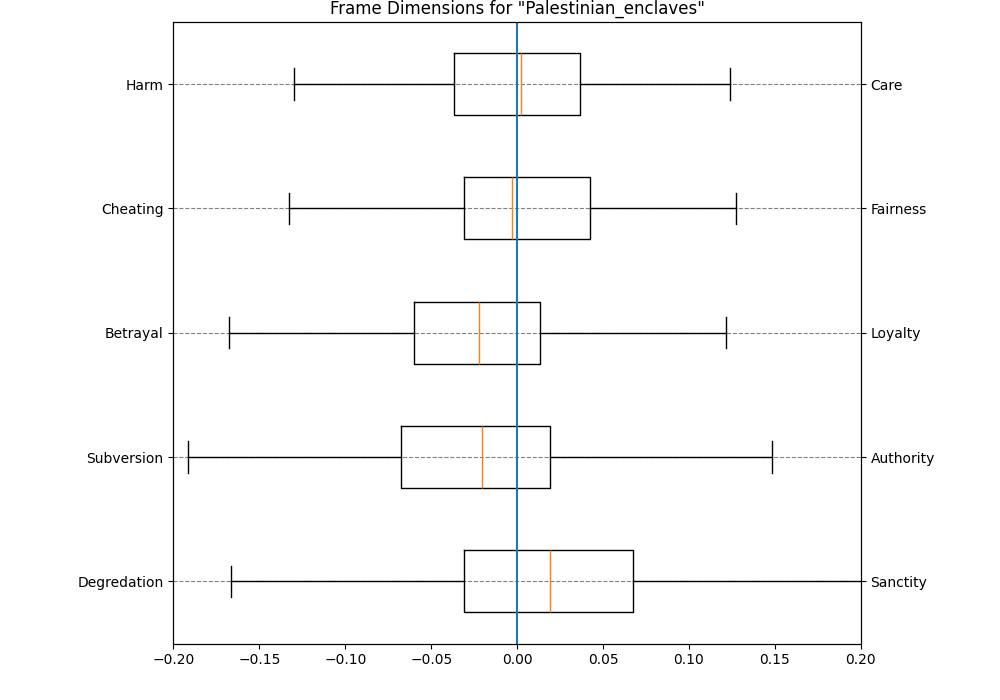 Frame Dimensions for "Palestinian_enclaves"
Harm Care
Cheating Fairness
Betrayal Loyalty
Subversion Authority
Degredation Sanctity
−0.20 −0.15 −0.10 −0.05 0.00 0.05 0.10 0.15 0.20